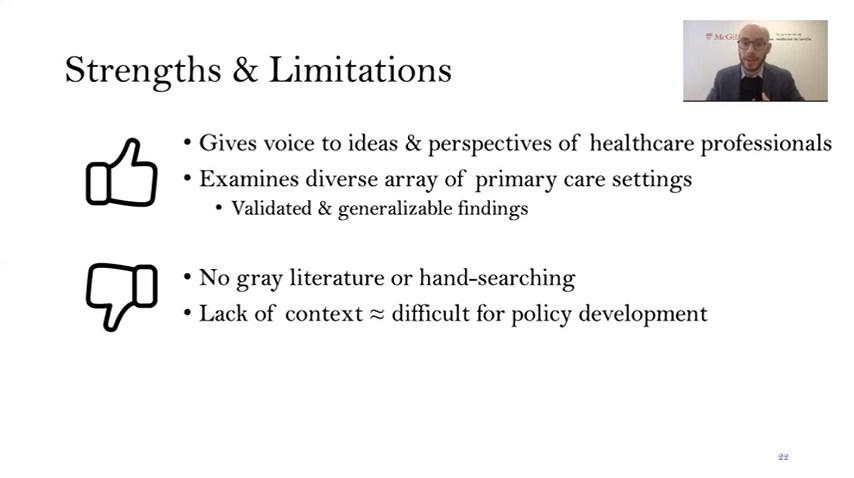 McGill
Strengths & Limitations
• Gives voice to ideas & perspectives of healthcare professionals
• Examines diverse array of primary care settings
• Validated & generalizable findings
• No gray literature or hand-searching
• Lack of context ≈ difficult for policy development
22